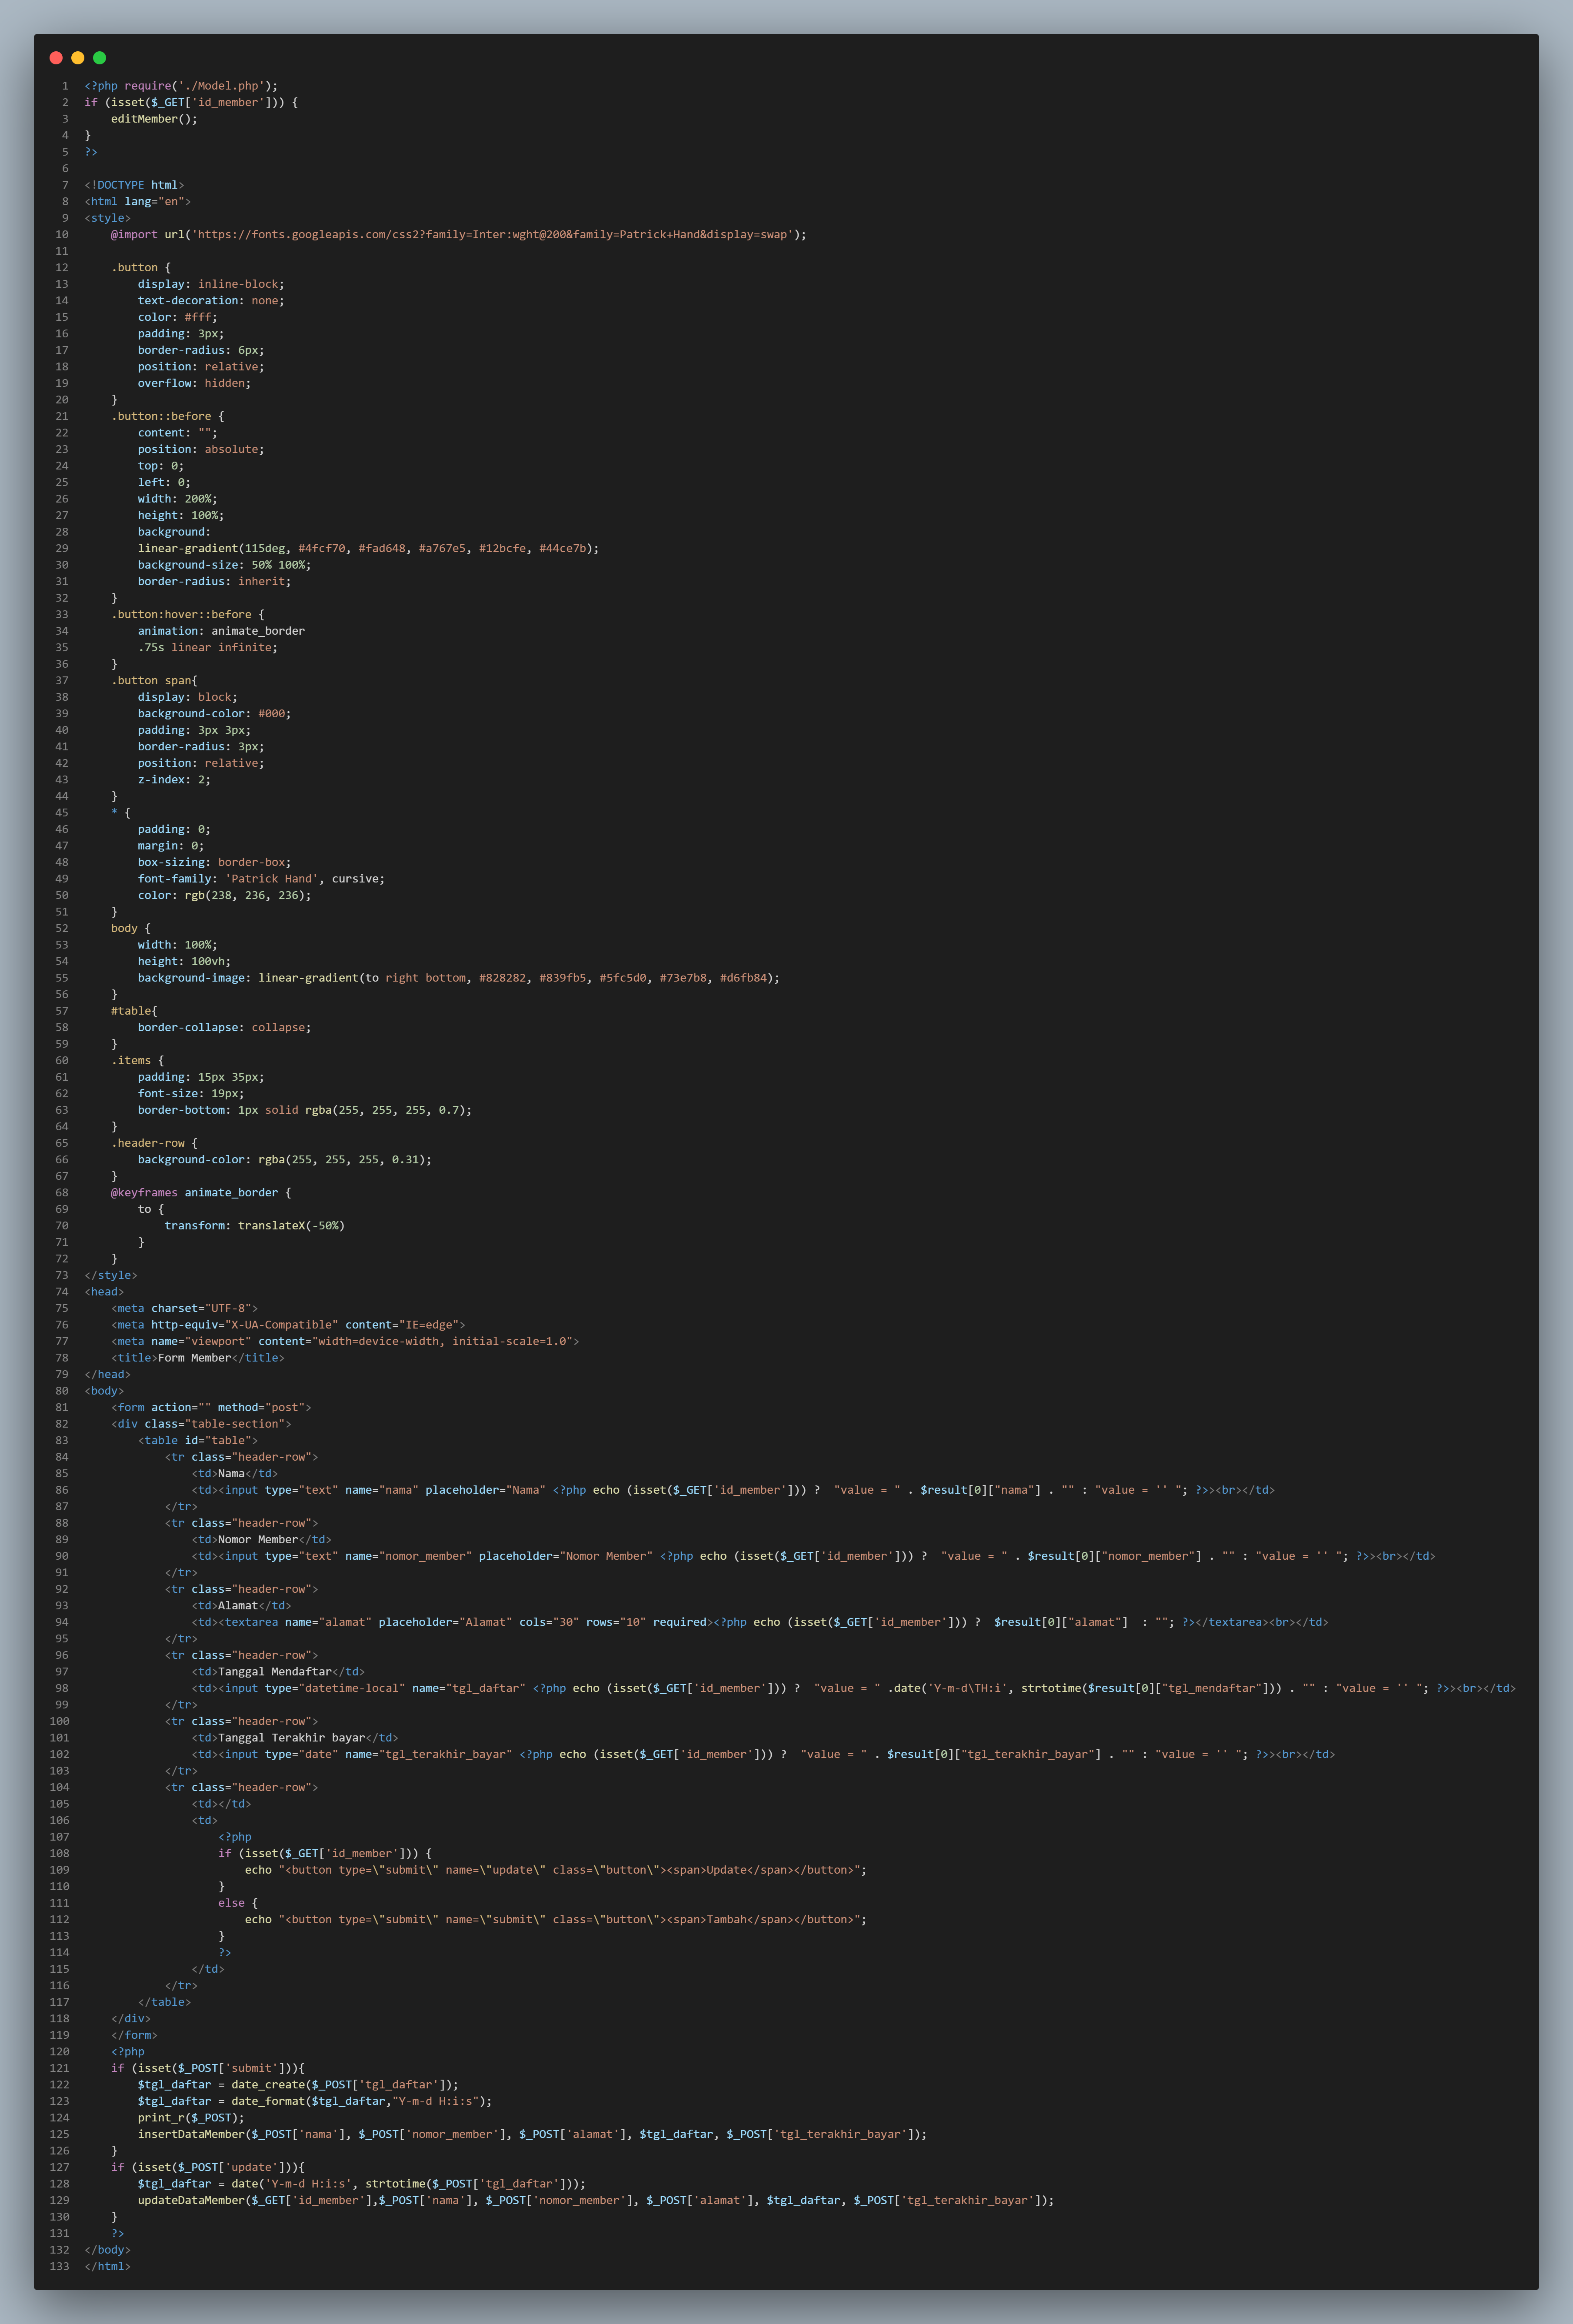 1 <?php require('./Model.php');
2 if (isset($_GET['id_member'])) {
3     editMember();
4 }
5 ?>
6
7 <!DOCTYPE html>
8 <html lang="en">
9 <style>
10     @import url('https://fonts.googleapis.com/css2?family=Inter:wght@200&family=Patrick+Hand&display=swap');
11
12     .button {
13         display: inline-block;
14         text-decoration: none;
15         color: #fff;
16         padding: 3px;
17         border-radius: 6px;
18         position: relative;
19         overflow: hidden;
20     }
21     .button::before {
22         content: "";
23         position: absolute;
24         top: 0;
25         left: 0;
26         width: 200%;
27         height: 100%;
28         background:
29         linear-gradient(115deg, #4fcf70, #fad648, #a767e5, #12bcfe, #44ce7b);
30         background-size: 50% 100%;
31         border-radius: inherit;
32     }
33     .button:hover::before {
34         animation: animate_border
35         .75s linear infinite;
36     }
37     .button span{
38         display: block;
39         background-color: #000;
40         padding: 3px 3px;
41         border-radius: 3px;
42         position: relative;
43         z-index: 2;
44     }
45     * {
46         padding: 0;
47         margin: 0;
48         box-sizing: border-box;
49         font-family: 'Patrick Hand', cursive;
50         color: rgb(238, 236, 236);
51     }
52     body {
53         width: 100%;
54         height: 100vh;
55         background-image: linear-gradient(to right bottom, #828282, #839fb5, #5fc5d0, #73e7b8, #d6fb84);
56     }
57     #table{
58         border-collapse: collapse;
59     }
60     .items {
61         padding: 15px 35px;
62         font-size: 19px;
63         border-bottom: 1px solid rgba(255, 255, 255, 0.7);
64     }
65     .header-row {
66         background-color: rgba(255, 255, 255, 0.31);
67     }
68     @keyframes animate_border {
69         to {
70             transform: translateX(-50%)
71         }
72     }
73 </style>
74 <head>
75     <meta charset="UTF-8">
76     <meta http-equiv="X-UA-Compatible" content="IE=edge">
77     <meta name="viewport" content="width=device-width, initial-scale=1.0">
78     <title>Form Member</title>
79 </head>
80 <body>
81     <form action="" method="post">
82     <div class="table-section">
83         <table id="table">
84             <tr class="header-row">
85                 <td>Nama</td>
86                 <td><input type="text" name="nama" placeholder="Nama" <?php echo (isset($_GET['id_member'])) ?  "value = " . $result[0]["nama"] . "" : "value = '' "; ?>><br></td>
87             </tr>
88             <tr class="header-row">
89                 <td>Nomor Member</td>
90                 <td><input type="text" name="nomor_member" placeholder="Nomor Member" <?php echo (isset($_GET['id_member'])) ?  "value = " . $result[0]["nomor_member"] . "" : "value = '' "; ?>><br></td>
91             </tr>
92             <tr class="header-row">
93                 <td>Alamat</td>
94                 <td><textarea name="alamat" placeholder="Alamat" cols="30" rows="10" required><?php echo (isset($_GET['id_member'])) ?  $result[0]["alamat"]  : ""; ?></textarea><br></td>
95             </tr>
96             <tr class="header-row">
97                 <td>Tanggal Mendaftar</td>
98                 <td><input type="datetime-local" name="tgl_daftar" <?php echo (isset($_GET['id_member'])) ?  "value = " .date('Y-m-d\TH:i', strtotime($result[0]["tgl_mendaftar"])) . "" : "value = '' "; ?>><br></td>
99             </tr>
100             <tr class="header-row">
101                 <td>Tanggal Terakhir bayar</td>
102                 <td><input type="date" name="tgl_terakhir_bayar" <?php echo (isset($_GET['id_member'])) ?  "value = " . $result[0]["tgl_terakhir_bayar"] . "" : "value = '' "; ?>><br></td>
103             </tr>
104             <tr class="header-row">
105                 <td></td>
106                 <td>
107                     <?php
108                     if (isset($_GET['id_member'])) {
109                         echo "<button type=\"submit\" name=\"update\" class=\"button\"><span>Update</span></button>";
110                     }
111                     else {
112                         echo "<button type=\"submit\" name=\"submit\" class=\"button\"><span>Tambah</span></button>";
113                     }
114                     ?>
115                 </td>
116             </tr>
117         </table>
118     </div>
119     </form>
120     <?php
121     if (isset($_POST['submit'])){
122         $tgl_daftar = date_create($_POST['tgl_daftar']);
123         $tgl_daftar = date_format($tgl_daftar,"Y-m-d H:i:s");
124         print_r($_POST);
125         insertDataMember($_POST['nama'], $_POST['nomor_member'], $_POST['alamat'], $tgl_daftar, $_POST['tgl_terakhir_bayar']);
126     }
127     if (isset($_POST['update'])){
128         $tgl_daftar = date('Y-m-d H:i:s', strtotime($_POST['tgl_daftar']));
129         updateDataMember($_GET['id_member'],$_POST['nama'], $_POST['nomor_member'], $_POST['alamat'], $tgl_daftar, $_POST['tgl_terakhir_bayar']);
130     }
131     ?>
132 </body>
133 </html>